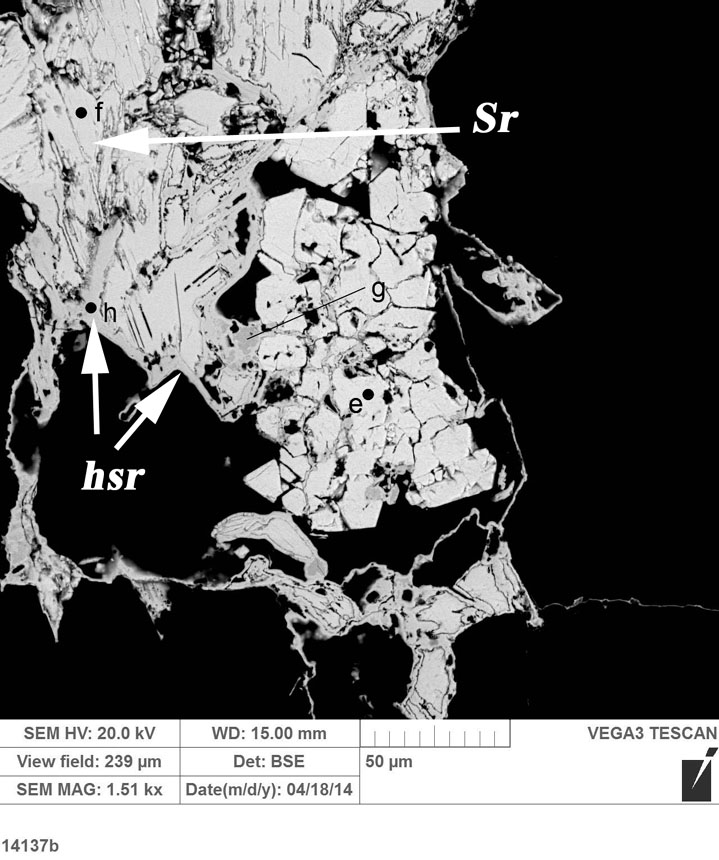 f
Sr
g
h
e
hsr
SEM HV: 20.0 kV
WD: 15.00 mm
VEGA3 TESCAN
View field: 239 µm
Det: BSE
50 µm
SEM MAG: 1.51 kx
Date(m/d/y): 04/18/14
14137b